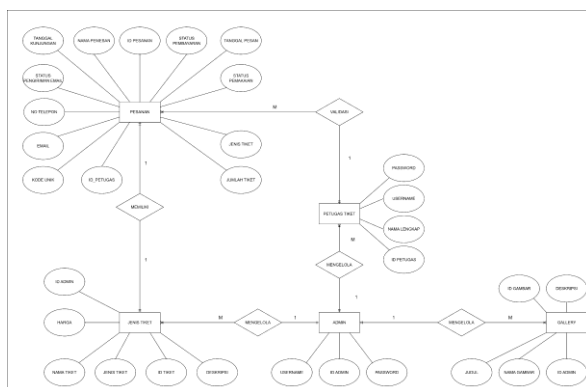 TANGGAL
KUNJUNGAN
NAMA PEMESAN
ID PESANAN
STATUS
PEMBAYARAN
TANGGAL PESAN
STATUS
STATUS
PEMAKAIAN
NO TELEPON
PESANAN
M
VALIDASI
EMAIL
JENIS TIKET
KODE UNIK
ID_PETUGAS
JUMLAH TIKET
1
1
PASSWORD
USERNAME
MEMILIKI
PETUGAS TIKET
NAMA LENGKAP
M
ID PETUGAS
1
MENGELOLA
ID ADMIN
1
ID GAMBAR
DESKRIPSI
HARGA
JENIS TIKET
M
MENGELOLA
1
ADMIN
1
MENGELOLA
M
GALLERY
NAMA TIKET
JENIS TIKET
ID TIKET
DESKRIPSI
USERNAME
ID ADMIN
PASSWORD
JUDUL
NAMA GAMBAR
ID ADMIN